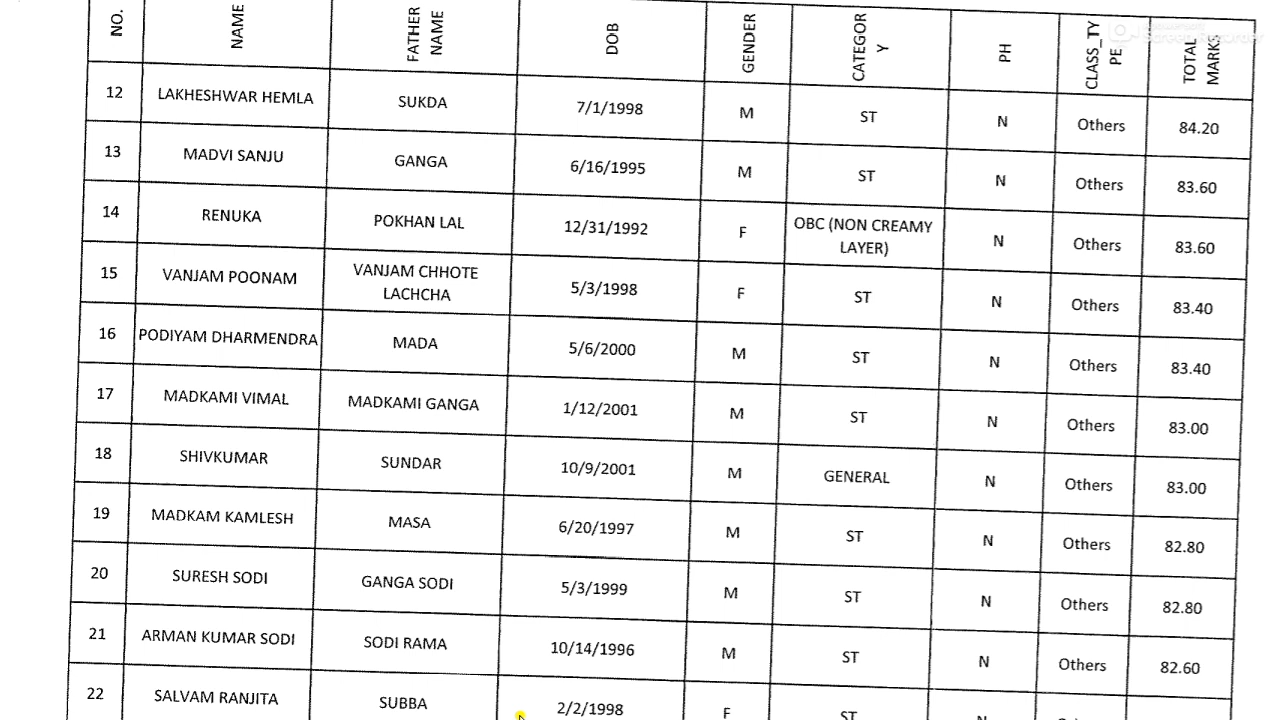 NO. NAME FATHER NAME DOB GENDER CATEGOR Y PH CLASS_TY PE TOTAL MARKS
12 LAKHESHWAR HEMLA SUKDA 7/1/1998 M ST N Others 84.20
13 MADVI SANJU GANGA 6/16/1995 M ST N Others 83.60
14 RENUKA POKHAN LAL 12/31/1992 F OBC (NON CREAMY LAYER) N Others 83.60
15 VANJAM POONAM VANJAM CHHOTE LACHCHA 5/3/1998 F ST N Others 83.40
16 PODIYAM DHARMENDRA MADA 5/6/2000 M ST N Others 83.40
17 MADKAMI VIMAL MADKAMI GANGA 1/12/2001 M ST N Others 83.00
18 SHIVKUMAR SUNDAR 10/9/2001 M GENERAL N Others 83.00
19 MADKAM KAMLESH MASA 6/20/1997 M ST N Others 82.80
20 SURESH SODI GANGA SODI 5/3/1999 M ST N Others 82.80
21 ARMAN KUMAR SODI SODI RAMA 10/14/1996 M ST N Others 82.60
22 SALVAM RANJITA SUBBA 2/2/1998 F ST N